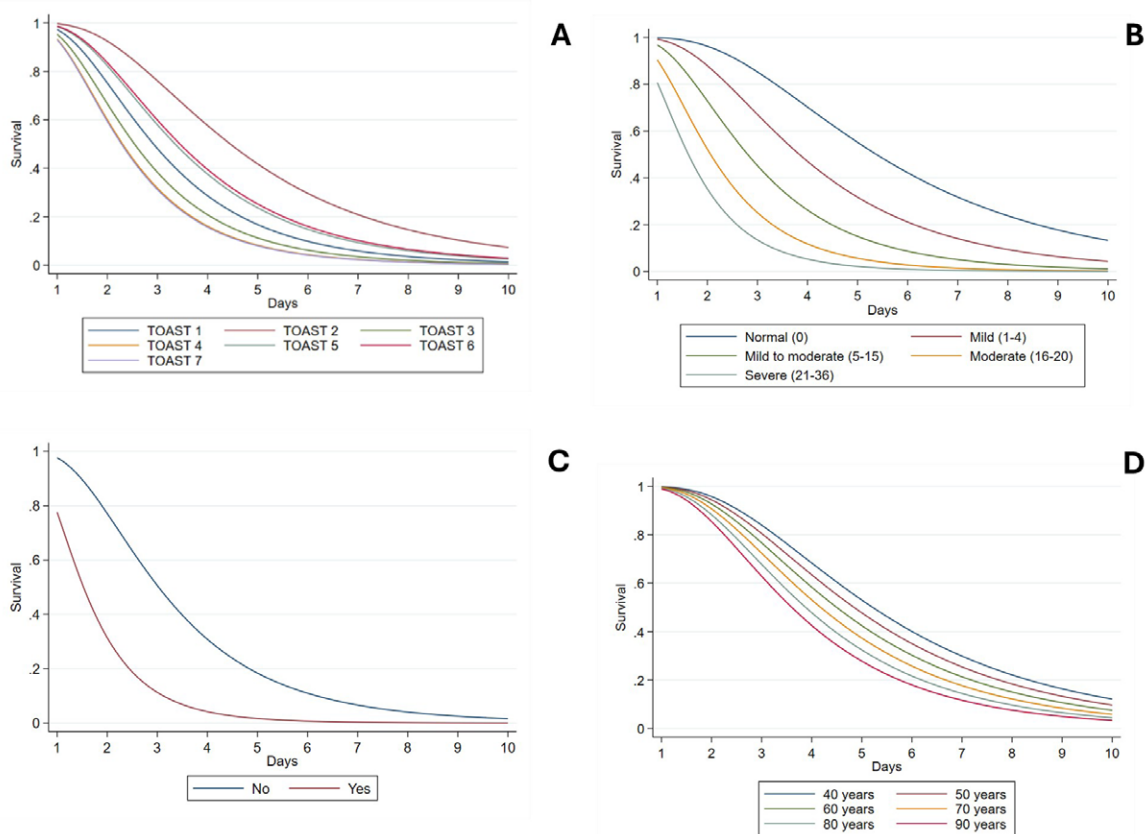 A
1
.8
.6
.4
.2
0
Survival
1 2 3 4 5 6 7 8 9 10
Days
TOAST 1 TOAST 2 TOAST 3
TOAST 4 TOAST 5 TOAST 6
TOAST 7
B
1
.8
.6
.4
.2
0
Survival
1 2 3 4 5 6 7 8 9 10
Days
Normal (0) Mild (1-4)
Mild to moderate (5-15) Moderate (16-20)
Severe (21-36)
C
1
.8
.6
.4
.2
0
Survival
1 2 3 4 5 6 7 8 9 10
Days
No Yes
D
1
.8
.6
.4
.2
0
Survival
1 2 3 4 5 6 7 8 9 10
Days
40 years 50 years
60 years 70 years
80 years 90 years